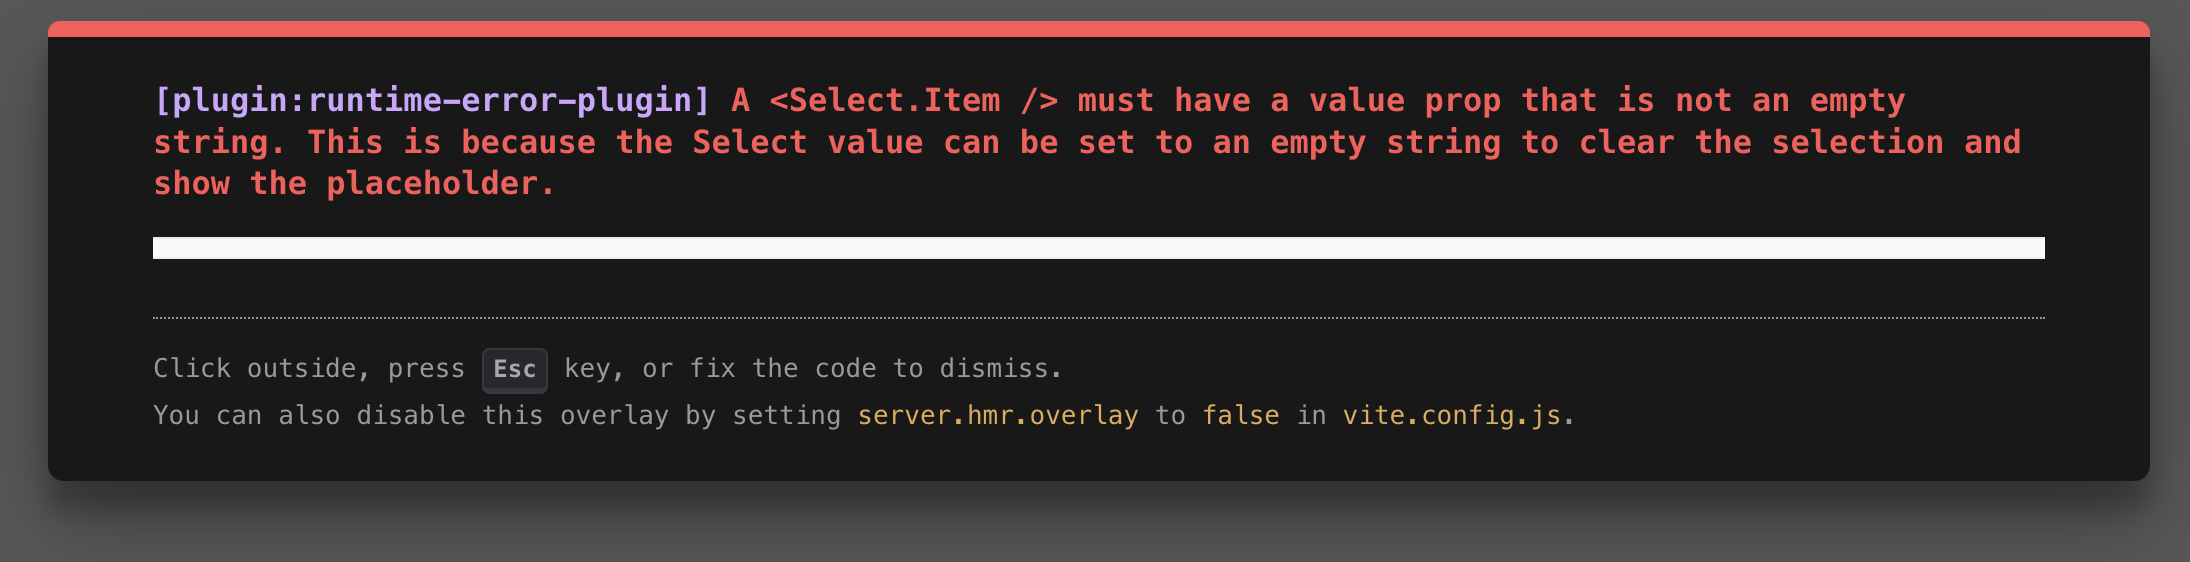 [plugin:runtime-error-plugin] A <Select.Item /> must have a value prop that is not an empty
string. This is because the Select value can be set to an empty string to clear the selection and
show the placeholder.
Click outside, press Esc key, or fix the code to dismiss.
You can also disable this overlay by setting server.hmr.overlay to false in vite.config.js.